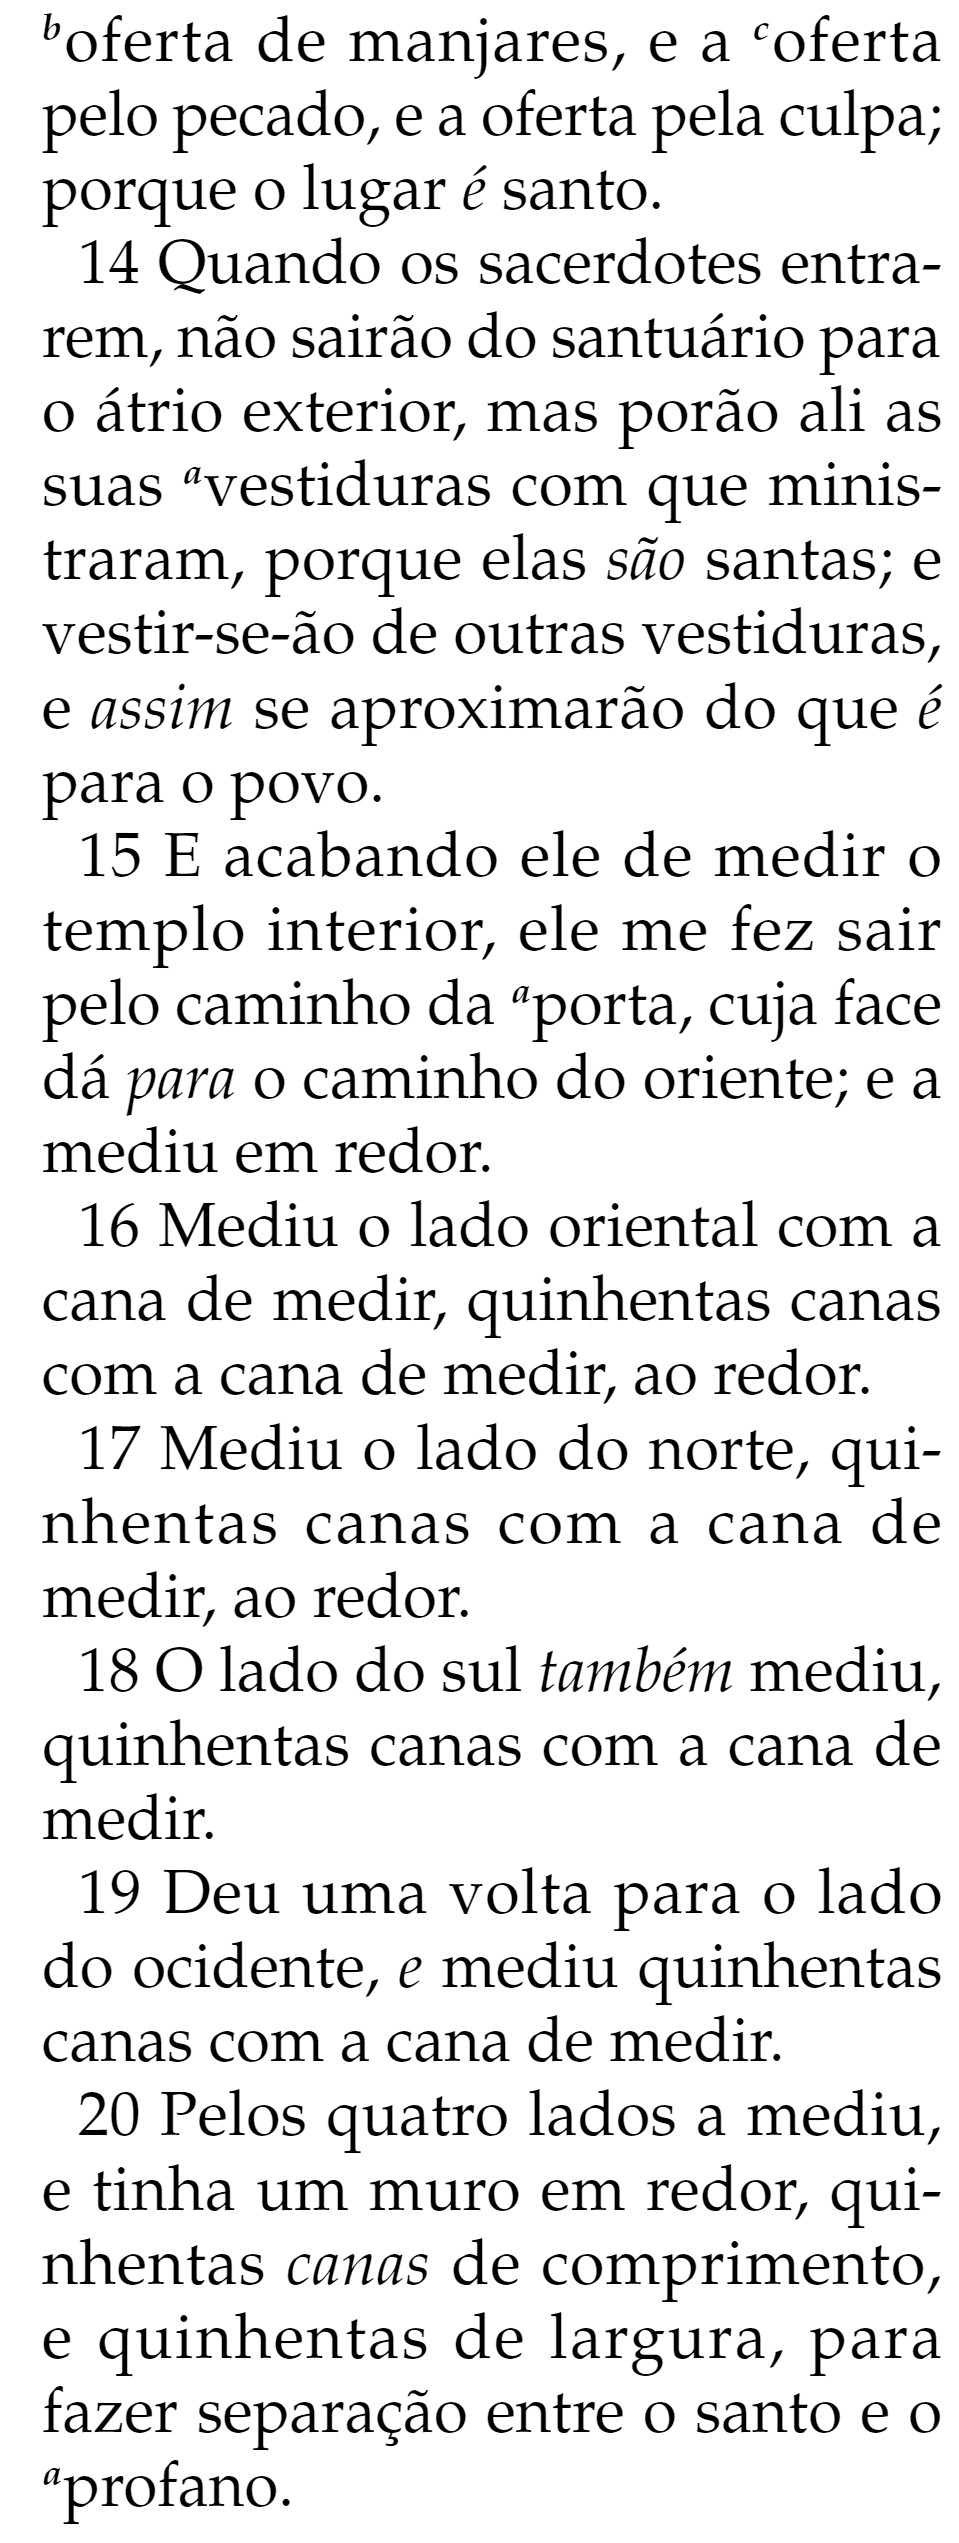 boferta de manjares, e a coferta
pelo pecado, e a oferta pela culpa;
porque o lugar é santo.
14 Quando os sacerdotes entra-
rem, não sairão do santuário para
o átrio exterior, mas porão ali as
suas avestiduras com que minis-
traram, porque elas são santas; e
vestir-se-ão de outras vestiduras,
e assim se aproximarão do que é
para o povo.
15 E acabando ele de medir o
templo interior, ele me fez sair
pelo caminho da aporta, cuja face
dá para o caminho do oriente; e a
mediu em redor.
16 Mediu o lado oriental com a
cana de medir, quinhentas canas
com a cana de medir, ao redor.
17 Mediu o lado do norte, qui-
nhentas canas com a cana de
medir, ao redor.
18 O lado do sul também mediu,
quinhentas canas com a cana de
medir.
19 Deu uma volta para o lado
do ocidente, e mediu quinhentas
canas com a cana de medir.
20 Pelos quatro lados a mediu,
e tinha um muro em redor, qui-
nhentas canas de comprimento,
e quinhentas de largura, para
fazer separação entre o santo e o
aprofano.